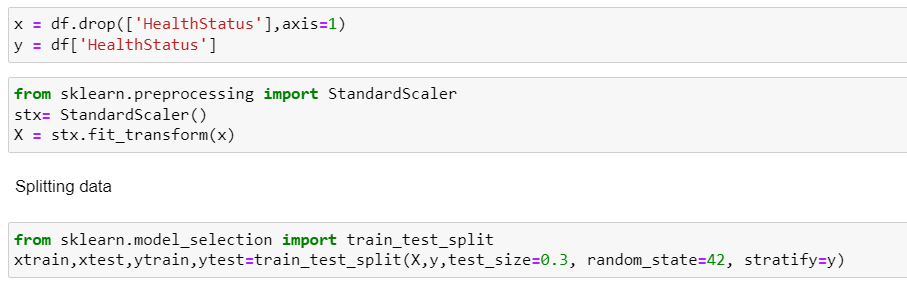 x = df.drop(['HealthStatus'],axis=1)
y = df['HealthStatus']
from sklearn.preprocessing import StandardScaler
stx= StandardScaler()
X = stx.fit_transform(x)
Splitting data
from sklearn.model_selection import train_test_split
xtrain,xtest,ytrain,ytest=train_test_split(X,y,test_size=0.3, random_state=42, stratify=y)